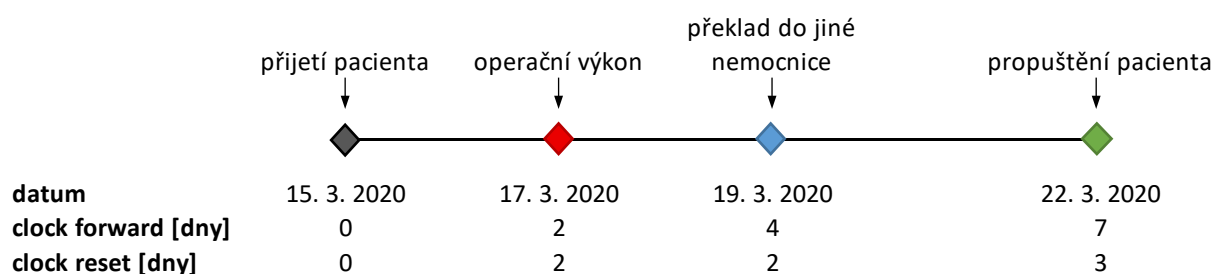 překlad do jiné
přijetí pacienta operační výkon nemocnice propuštění pacienta
datum 15. 3. 2020 17. 3. 2020 19. 3. 2020 22. 3. 2020
clock forward [dny] 0 2 4 7
clock reset [dny] 0 2 2 3